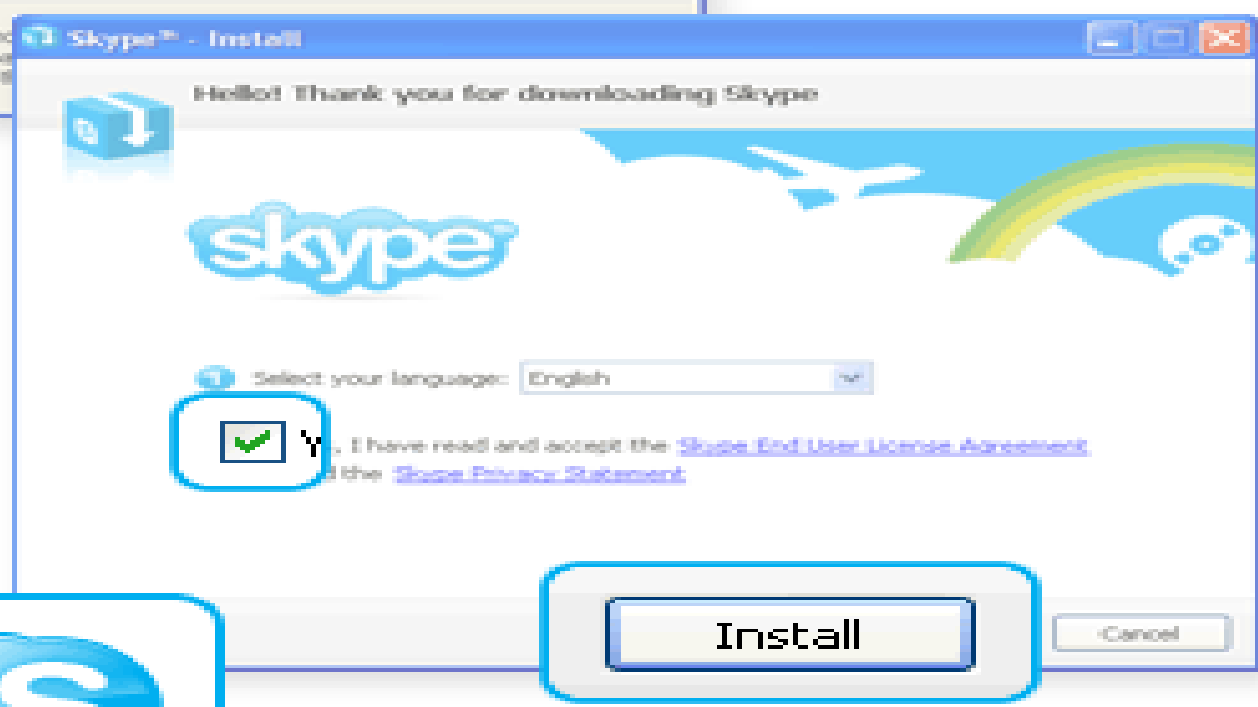 Skype™ - Install
Hello! Thank you for downloading Skype
skype
Select your language: English
Y, I have read and accept the Skype End User License Agreement
the Skype Privacy Statement
Install
Cancel